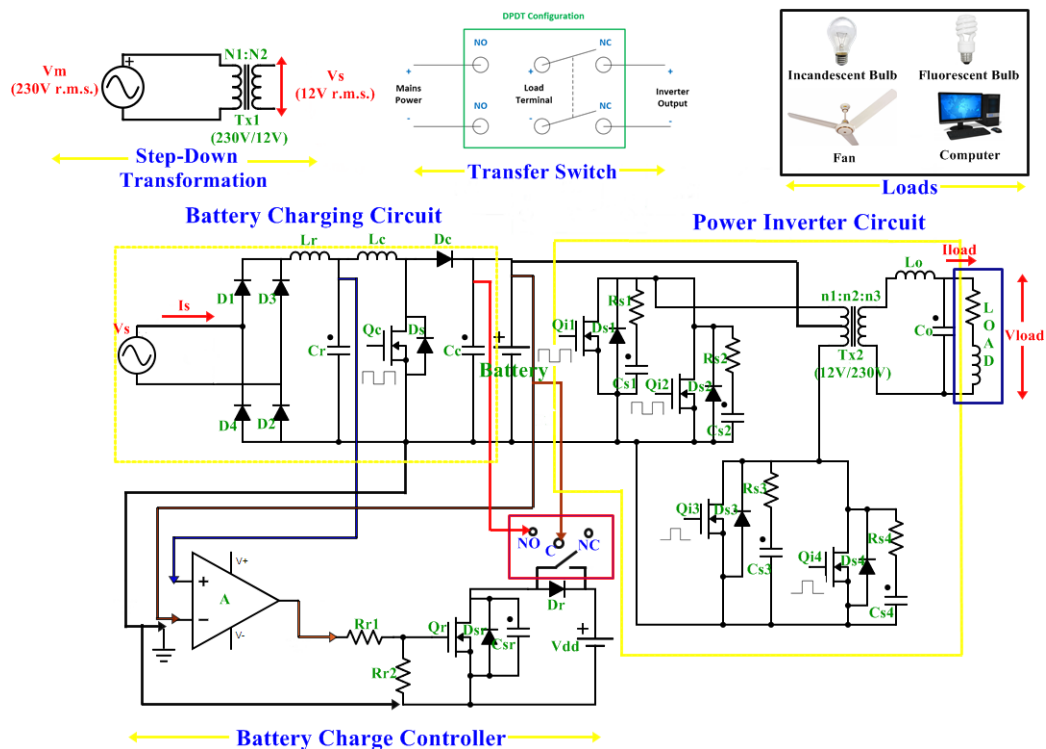 Vm
(230V r.m.s.)
N1:N2
Tx1
(230V/12V)
Vs
(12V r.m.s.)
Step-Down
Transformation
DPDT Configuration
NO
NC
Mains
Power
+
-
Load
Terminal
+
-
NO
NC
+
-
Inverter
Output
Transfer Switch
Incandescent Bulb
Fluorescent Bulb
Fan
Computer
Loads
Battery Charging Circuit
Power Inverter Circuit
Lr
Lc
Dc
D1
D3
Is
Vs
Cr
Qc
Ds
Cc
+
Battery
D4
D2
Qi1
Ds1
Rs1
Cs1
Qi2
Ds2
Rs2
Cs2
n1:n2:n3
Tx2
(12V/230V)
Lo
Iload
Co
LOAD
Vload
Qi3
Ds3
Rs3
Cs3
Qi4
Ds4
Rs4
Cs4
NO
C
NC
+
-
A
V+
V-
Rr1
Rr2
Qr
Dsr
Csr
Dr
+
Vdd
Battery Charge Controller